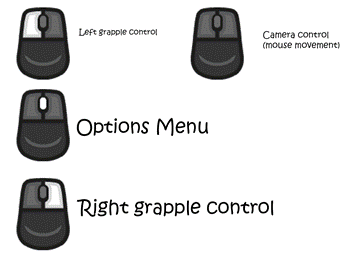 Left grapple control
Camera control
(mouse movement)
Options Menu
Right grapple control